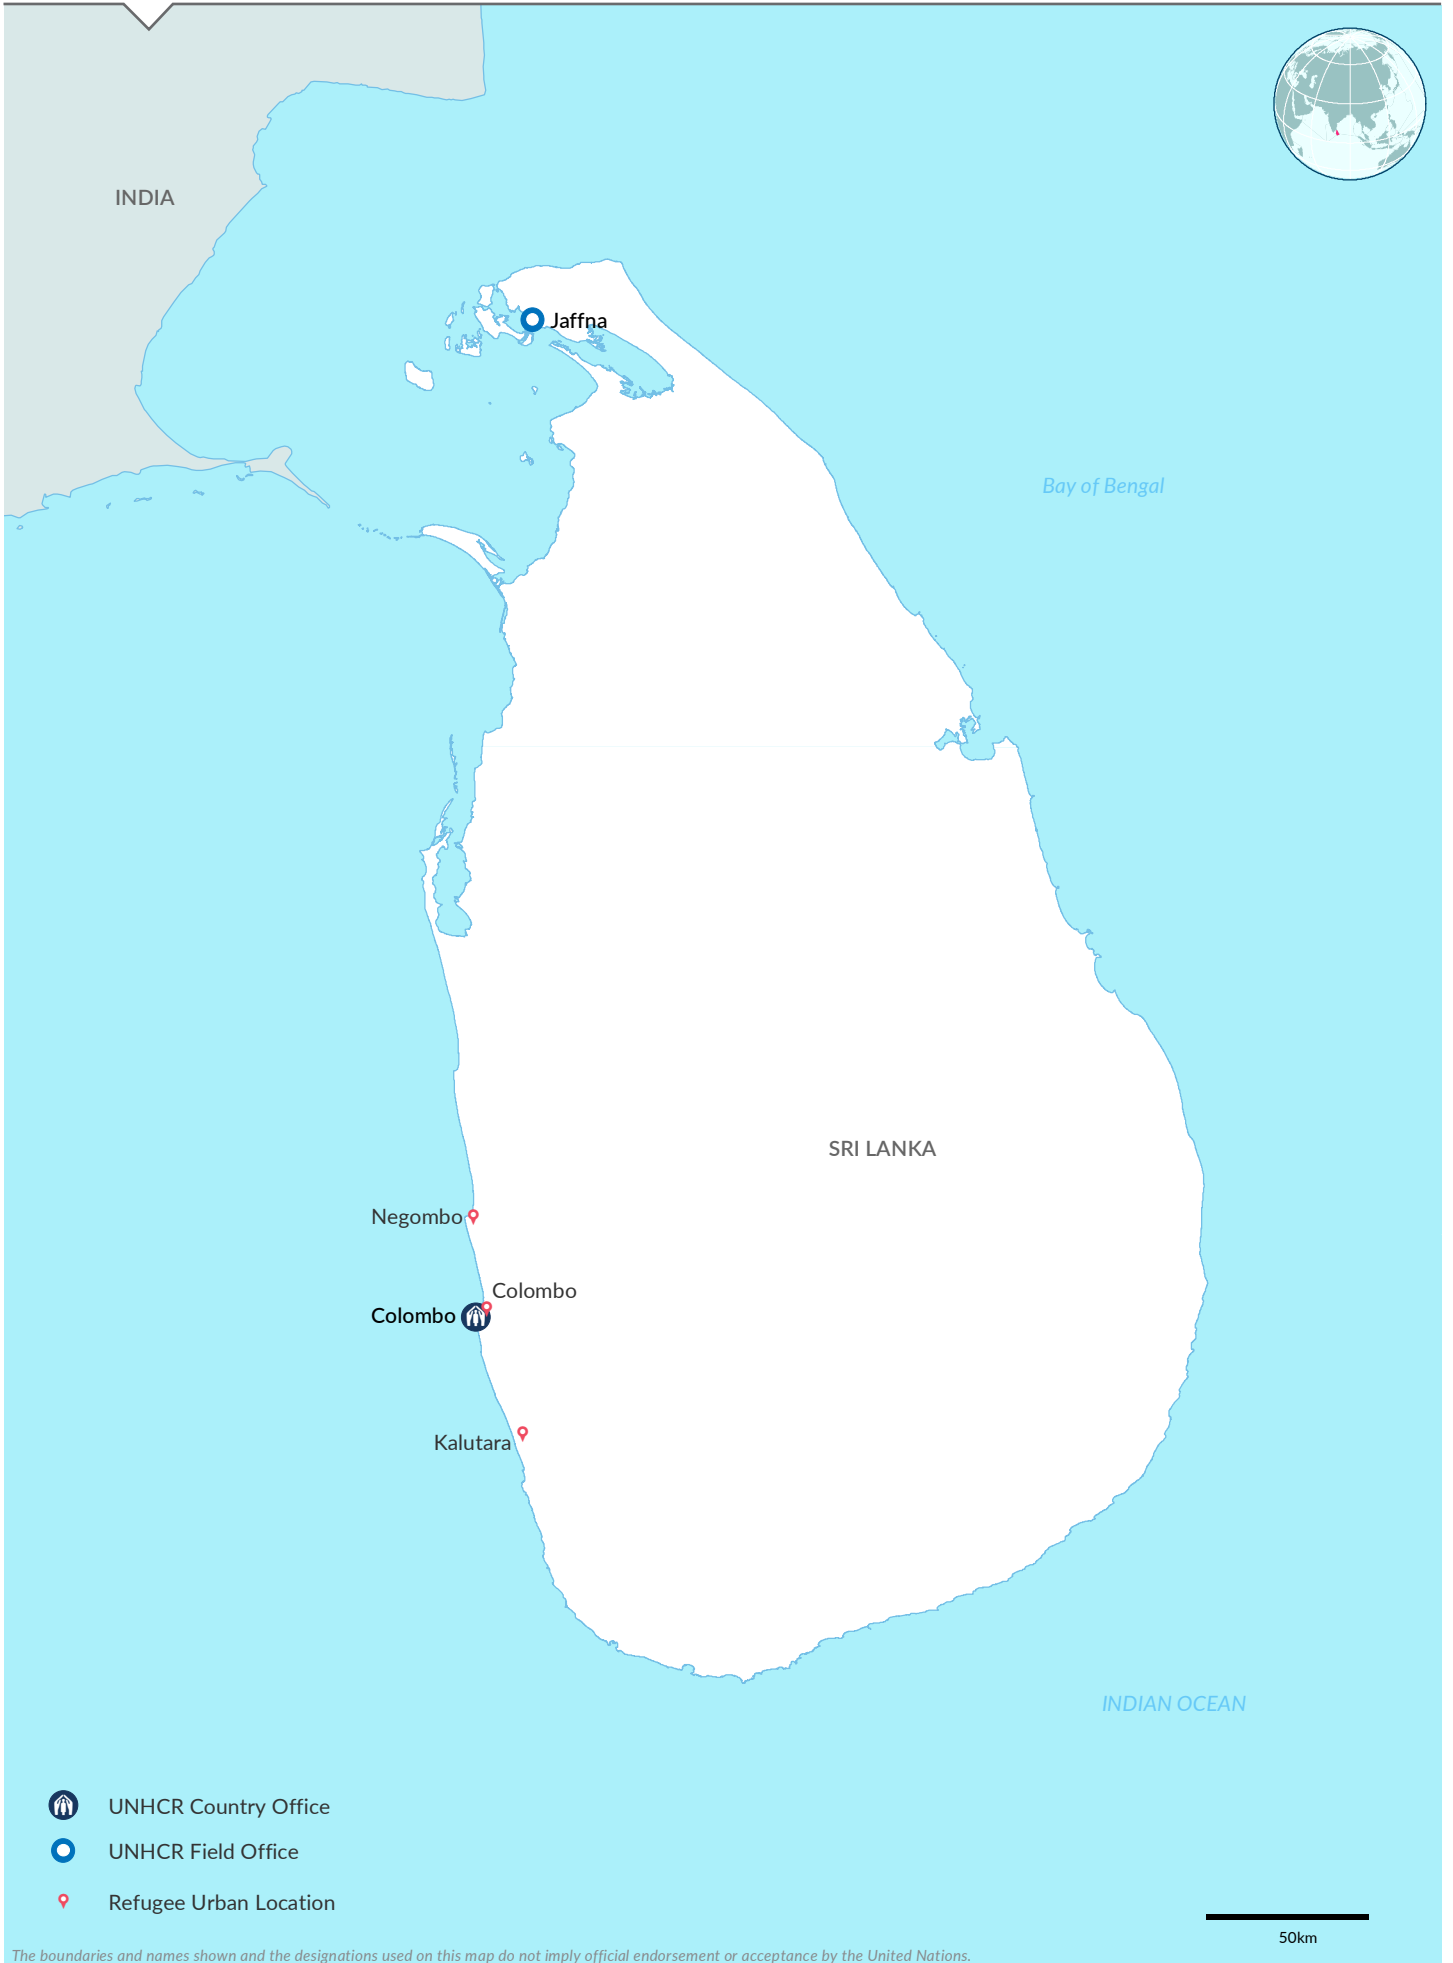 INDIA
Jaffna
Bay of Bengal
SRI LANKA
Negombo
Colombo
Colombo
Kalutara
INDIAN OCEAN
UNHCR Country Office
UNHCR Field Office
Refugee Urban Location
50km
The boundaries and names shown and the designations used on this map do not imply official endorsement or acceptance by the United Nations.